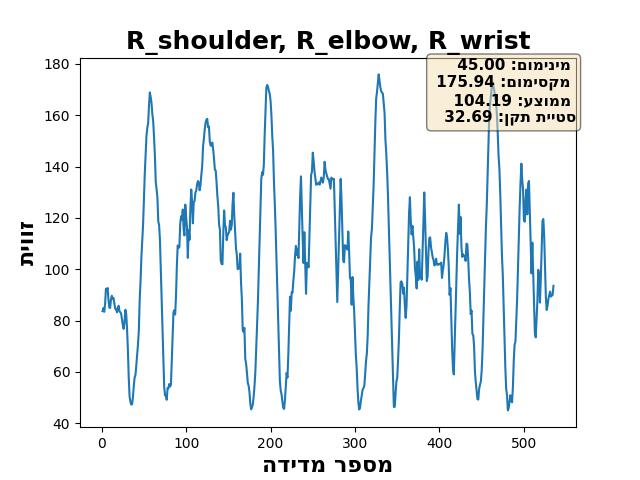 R_shoulder, R_elbow, R_wrist
מינימום: 45.00
מקסימום: 175.94
ממוצע: 104.19
סטיית תקן: 32.69
180
160
140
120
100
80
60
40
זווית
0 100 200 300 400 500
מספר מדידה